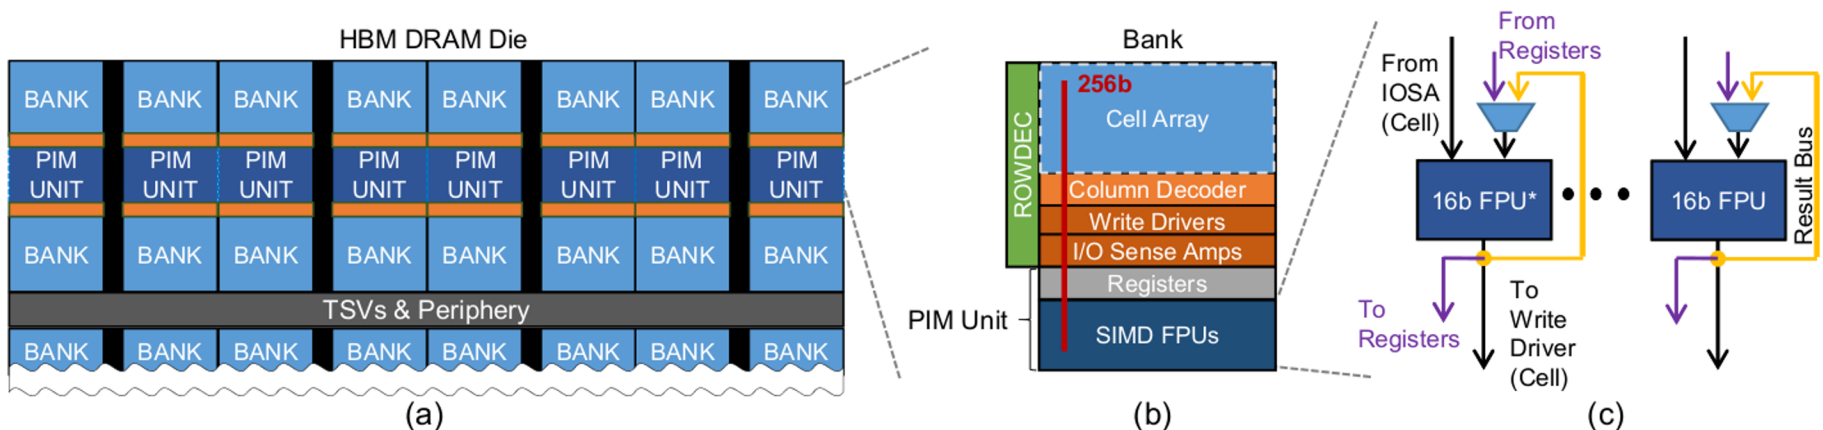 HBM DRAM Die
BANK BANK BANK BANK BANK BANK BANK BANK
PIM UNIT PIM UNIT PIM UNIT PIM UNIT PIM UNIT PIM UNIT PIM UNIT PIM UNIT
BANK BANK BANK BANK BANK BANK BANK BANK
TSVs & Periphery
BANK BANK BANK BANK BANK BANK BANK BANK
(a)
Bank
ROWDEC
256b
Cell Array
Column Decoder
Write Drivers
I/O Sense Amps
Registers
PIM Unit
SIMD FPUs
(b)
From
Registers
From
IOSA
(Cell)
16b FPU*
16b FPU
Result Bus
To
Registers
To
Write
Driver
(Cell)
(c)